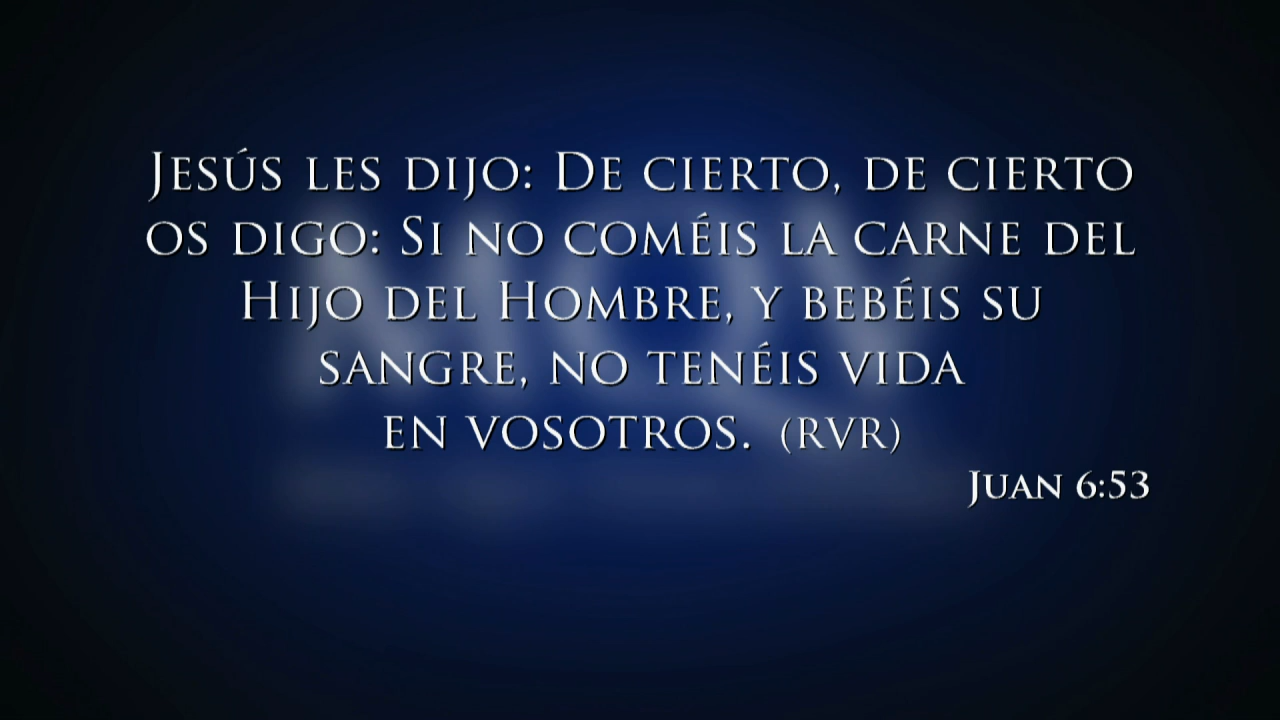 Jesús les dijo: De cierto, de cierto
os digo: Si no coméis la carne del
Hijo del Hombre, y bebéis su
sangre, no tenéis vida
en vosotros. (RVR)
Juan 6:53